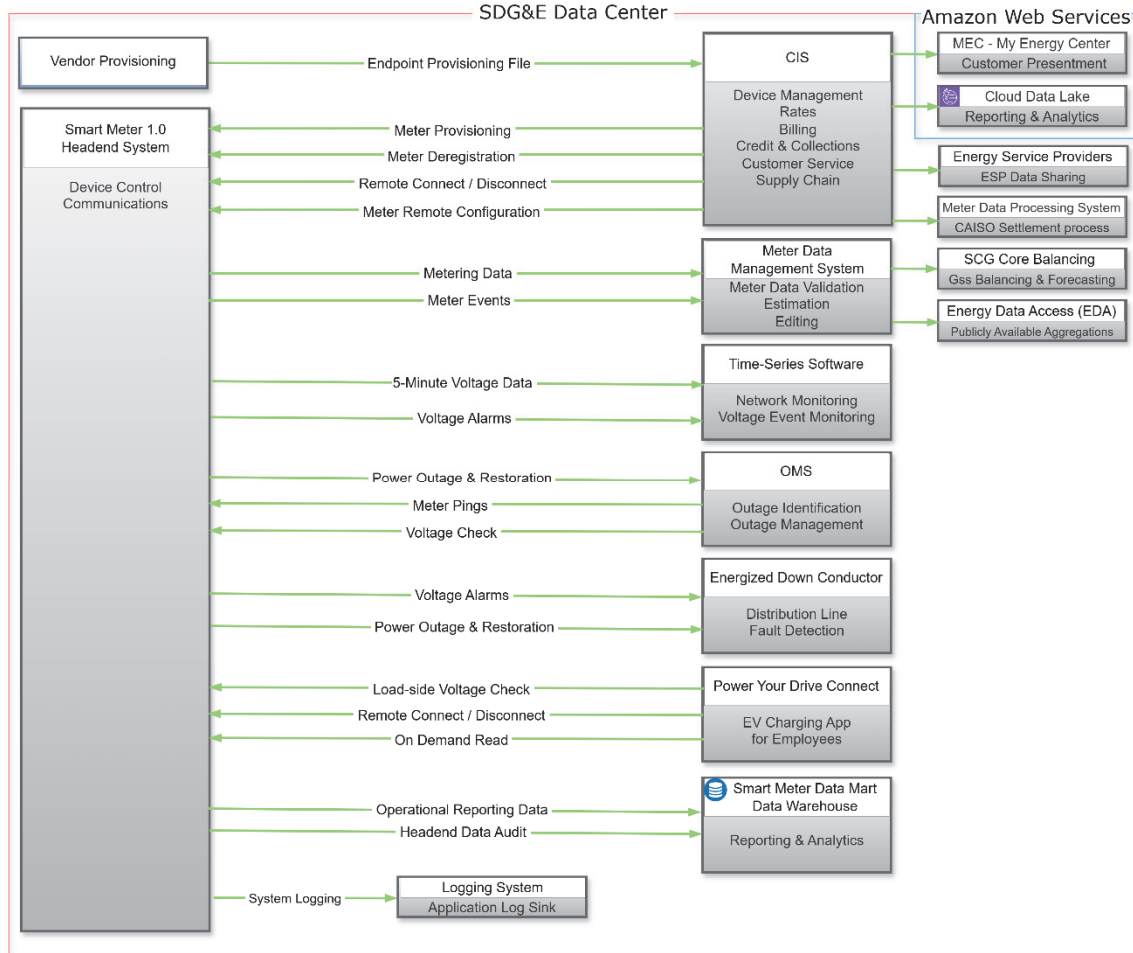 SDG&E Data Center
Amazon Web Services
Vendor Provisioning
Endpoint Provisioning File
CIS
Device Management
Rates
Billing
Credit & Collections
Customer Service
Supply Chain
MEC - My Energy Center
Customer Presentment
Cloud Data Lake
Reporting & Analytics
Energy Service Providers
ESP Data Sharing
Meter Data Processing System
CAISO Settlement process
Smart Meter 1.0
Headend System
Device Control
Communications
Meter Provisioning
Meter Deregistration
Remote Connect / Disconnect
Meter Remote Configuration
Metering Data
Meter Events
Meter Data
Management System
Meter Data Validation
Estimation
Editing
SCG Core Balancing
Gss Balancing & Forecasting
Energy Data Access (EDA)
Publicly Available Aggregations
5-Minute Voltage Data
Voltage Alarms
Time-Series Software
Network Monitoring
Voltage Event Monitoring
Power Outage & Restoration
Meter Pings
Voltage Check
OMS
Outage Identification
Outage Management
Voltage Alarms
Power Outage & Restoration
Energized Down Conductor
Distribution Line
Fault Detection
Load-side Voltage Check
Remote Connect / Disconnect
On Demand Read
Power Your Drive Connect
EV Charging App
for Employees
Operational Reporting Data
Headend Data Audit
Smart Meter Data Mart
Data Warehouse
Reporting & Analytics
System Logging
Logging System
Application Log Sink